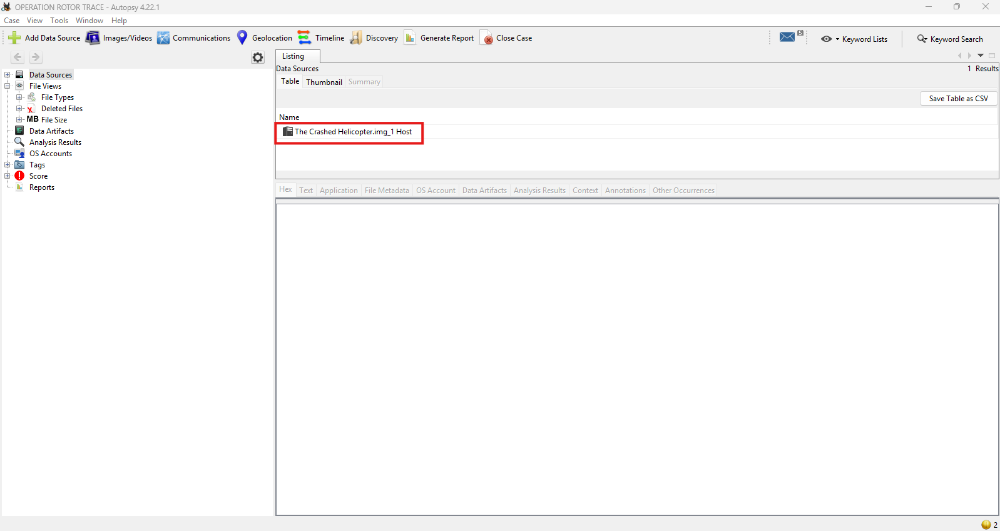 OPERATION ROTOR TRACE - Autopsy 4.22.1
Case View Tools Window Help
Add Data Source Images/Videos Communications Geolocation Timeline Discovery Generate Report Close Case 5 Keyword Lists Keyword Search
Listing
Data Sources 1 Results
Table Thumbnail Summary
Save Table as CSV
Name
The Crashed Helicopter.img_1 Host
Data Sources
File Views
File Types
Deleted Files
MB File Size
Data Artifacts
Analysis Results
OS Accounts
Tags
Score
Reports
Hex Text Application File Metadata OS Account Data Artifacts Analysis Results Context Annotations Other Occurrences
2